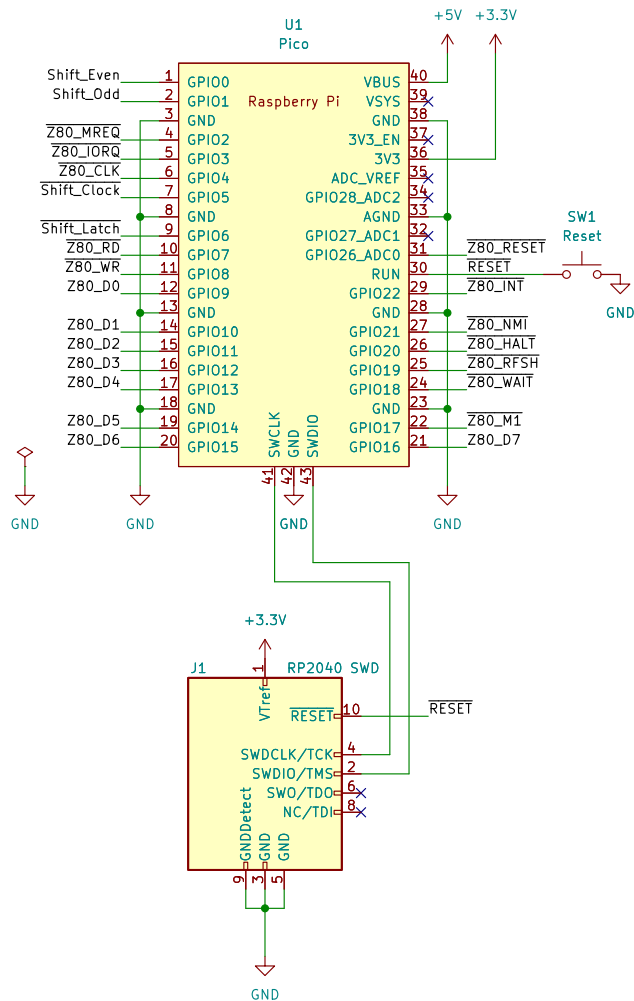 +5V +3.3V
U1
Pico
Shift_Even 1 GPIO0 VBUS 40
Shift_Odd 2 GPIO1 Raspberry Pi VSYS 39
3 GND GND 38
Z80_MREQ 4 GPIO2 3V3_EN 37
Z80_IORQ 5 GPIO3 3V3 36
Z80_CLK 6 GPIO4 ADC_VREF 35
Shift_Clock 7 GPIO5 GPIO28_ADC2 34
8 GND AGND 33
SW1
Reset
Shift_Latch 9 GPIO6 GPIO27_ADC1 32
Z80_RD 10 GPIO7 GPIO26_ADC0 31 Z80_RESET
Z80_WR 11 GPIO8 RUN 30 RESET
Z80_D0 12 GPIO9 GPIO22 29 Z80_INT
13 GND GND 28 GND
Z80_D1 14 GPIO10 GPIO21 27 Z80_NMI
Z80_D2 15 GPIO11 GPIO20 26 Z80_HALT
Z80_D3 16 GPIO12 GPIO19 25 Z80_RFSH
Z80_D4 17 GPIO13 GPIO18 24 Z80_WAIT
18 GND GND 23
Z80_D5 19 GPIO14 GPIO17 22 Z80_M1
Z80_D6 20 GPIO15 GPIO16 21 Z80_D7
SWCLK GND SWDIO
41 42 43
GND GND GND GND
+3.3V
J1 RP2040 SWD
1
VTref
RESET 10 RESET
SWDCLK/TCK 4
SWDIO/TMS 2
SWO/TDO 6
NC/TDI 8
GNDDetect GND GND
9 3 5
GND